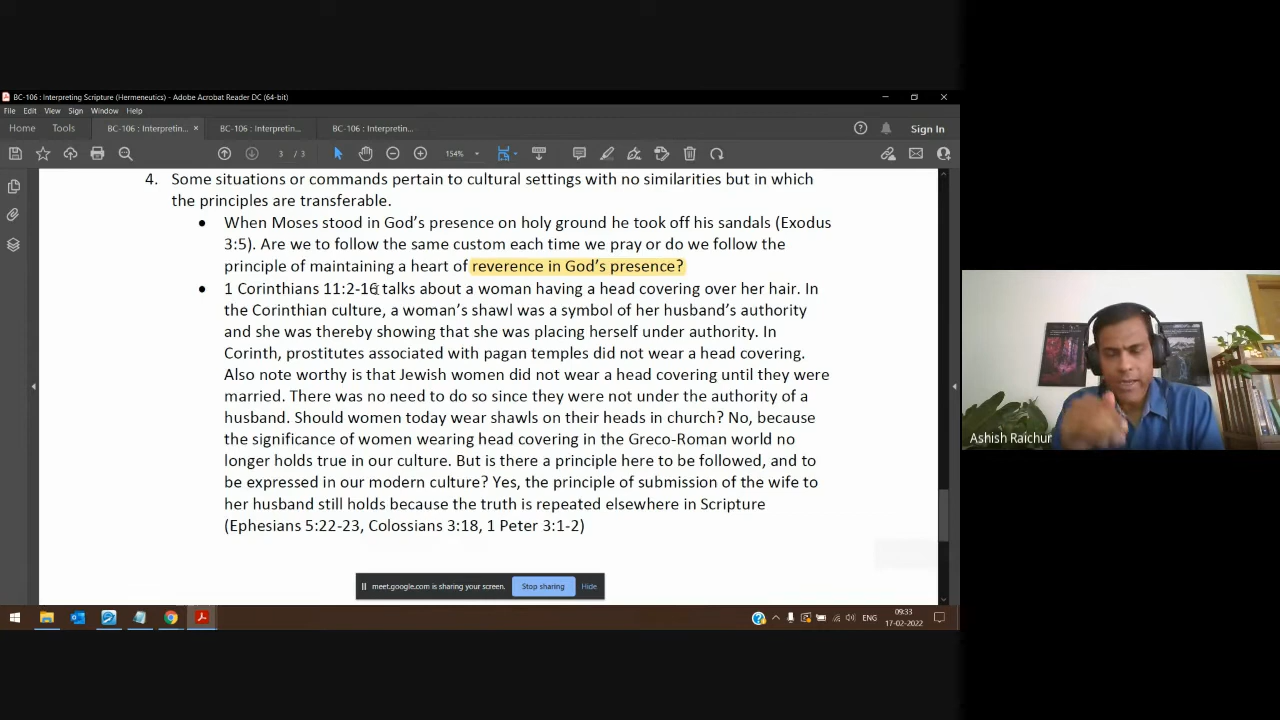 BC-106 : Interpreting Scripture (Hermeneutics) - Adobe Acrobat Reader DC (64-bit)
File Edit View Sign Window Help
Home Tools BC-106 : Interpretin... × BC-106 : Interpretin... BC-106 : Interpretin... Sign In
3 / 3 154%
4. Some situations or commands pertain to cultural settings with no similarities but in which
the principles are transferable.
• When Moses stood in God’s presence on holy ground he took off his sandals (Exodus
3:5). Are we to follow the same custom each time we pray or do we follow the
principle of maintaining a heart of reverence in God’s presence?
• 1 Corinthians 11:2-16 talks about a woman having a head covering over her hair. In
the Corinthian culture, a woman’s shawl was a symbol of her husband’s authority
and she was thereby showing that she was placing herself under authority. In
Corinth, prostitutes associated with pagan temples did not wear a head covering.
Also note worthy is that Jewish women did not wear a head covering until they were
married. There was no need to do so since they were not under the authority of a
husband. Should women today wear shawls on their heads in church? No, because
the significance of women wearing head covering in the Greco-Roman world no
longer holds true in our culture. But is there a principle here to be followed, and to
be expressed in our modern culture? Yes, the principle of submission of the wife to
her husband still holds because the truth is repeated elsewhere in Scripture
(Ephesians 5:22-23, Colossians 3:18, 1 Peter 3:1-2)
Ashish Raichur
meet.google.com is sharing your screen. Stop sharing Hide
ENG 09:33
17-02-2022